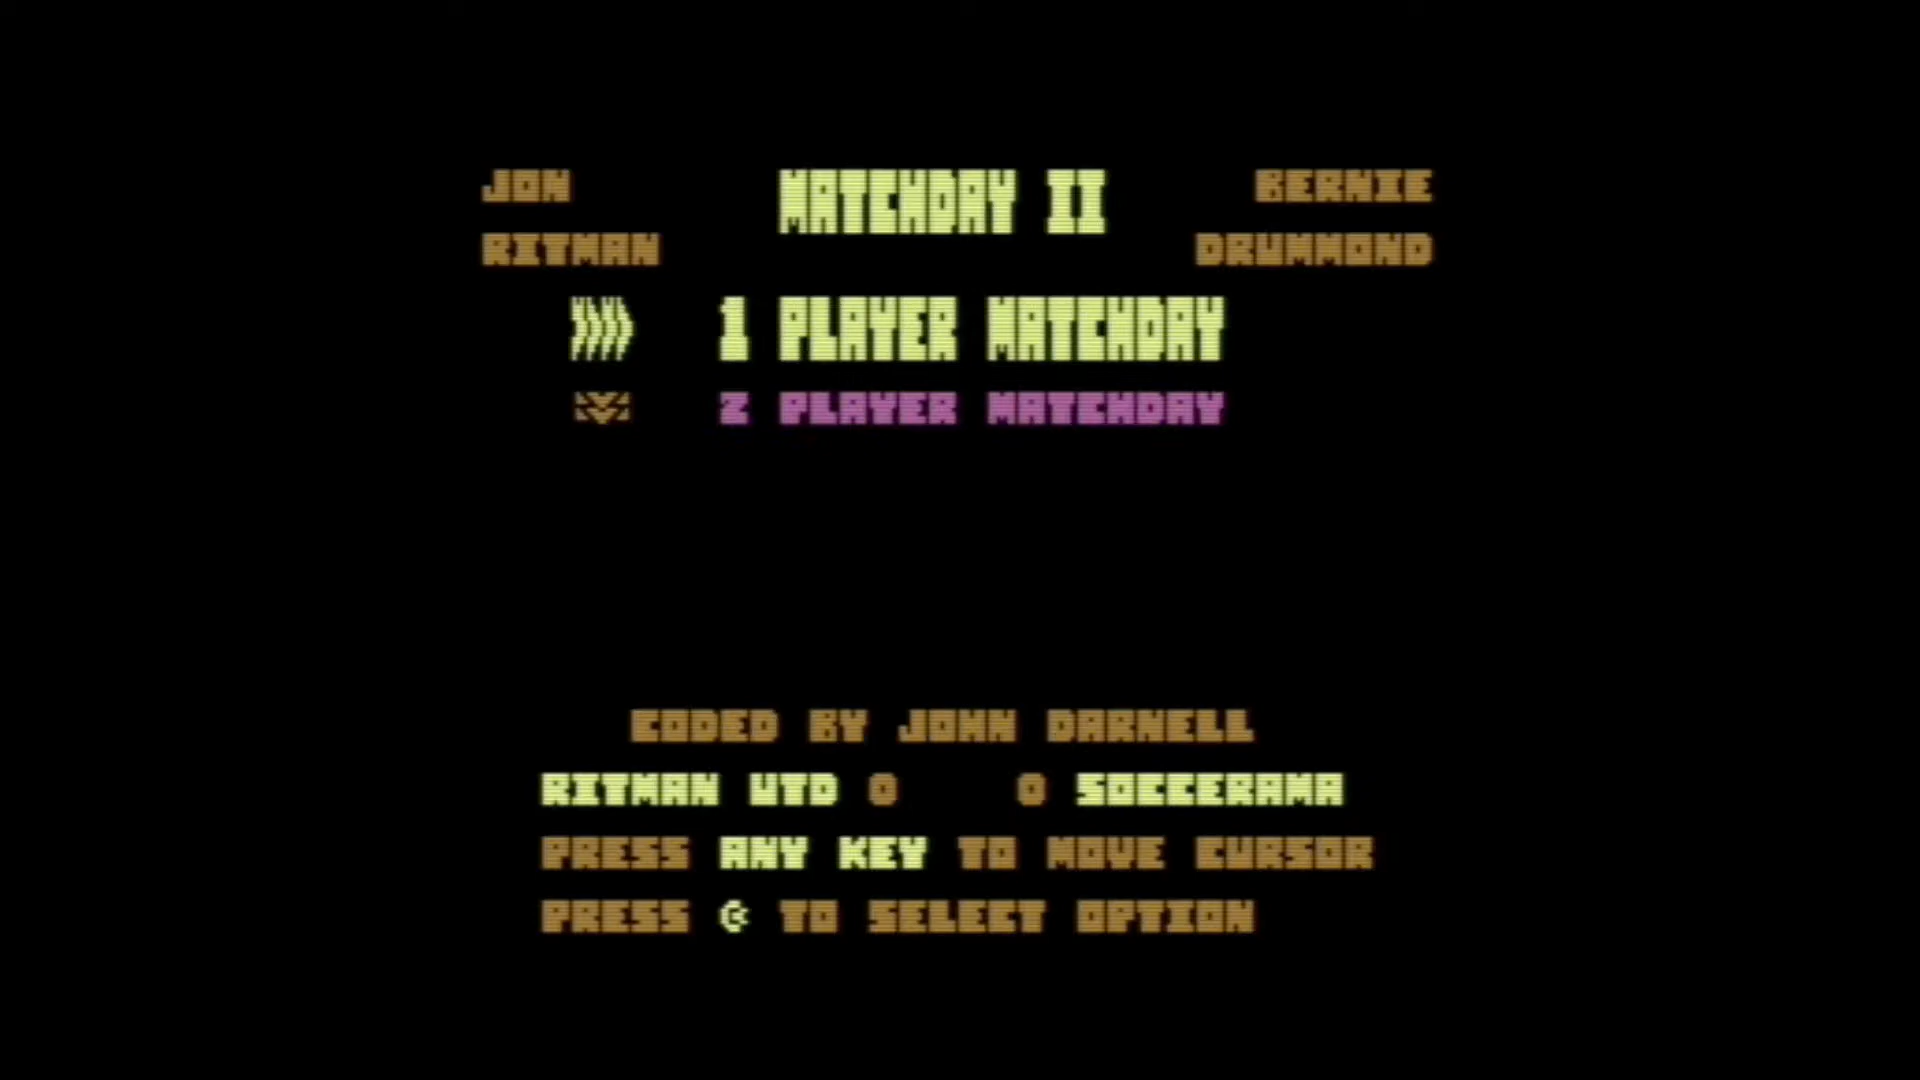 JON MATCHDAY II BERNIE
RITMAN DRUMMOND
1 PLAYER MATCHDAY
2 PLAYER MATCHDAY
CODED BY JOHN DARNELL
RITMAN UTD 0 0 SOCCERAMA
PRESS ANY KEY TO MOVE CURSOR
PRESS C TO SELECT OPTION